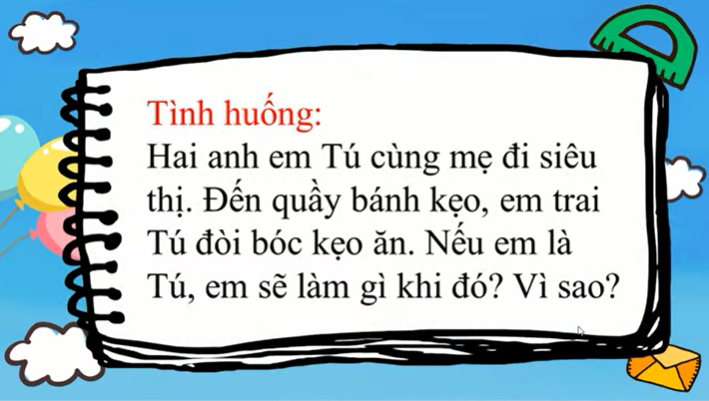 Tình huống:
Hai anh em Tú cùng mẹ đi siêu
thị. Đến quầy bánh kẹo, em trai
Tú đòi bóc kẹo ăn. Nếu em là
Tú, em sẽ làm gì khi đó? Vì sao?